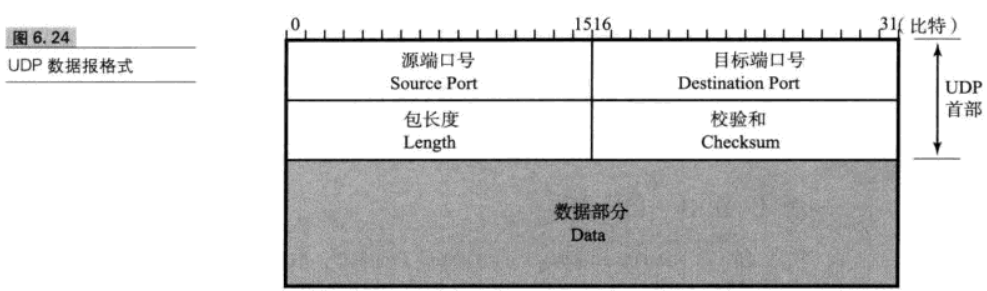 图 6.24
UDP 数据报格式
0 1516 31(比特)
源端口号
Source Port
目标端口号
Destination Port
包长度
Length
校验和
Checksum
UDP
首部
数据部分
Data